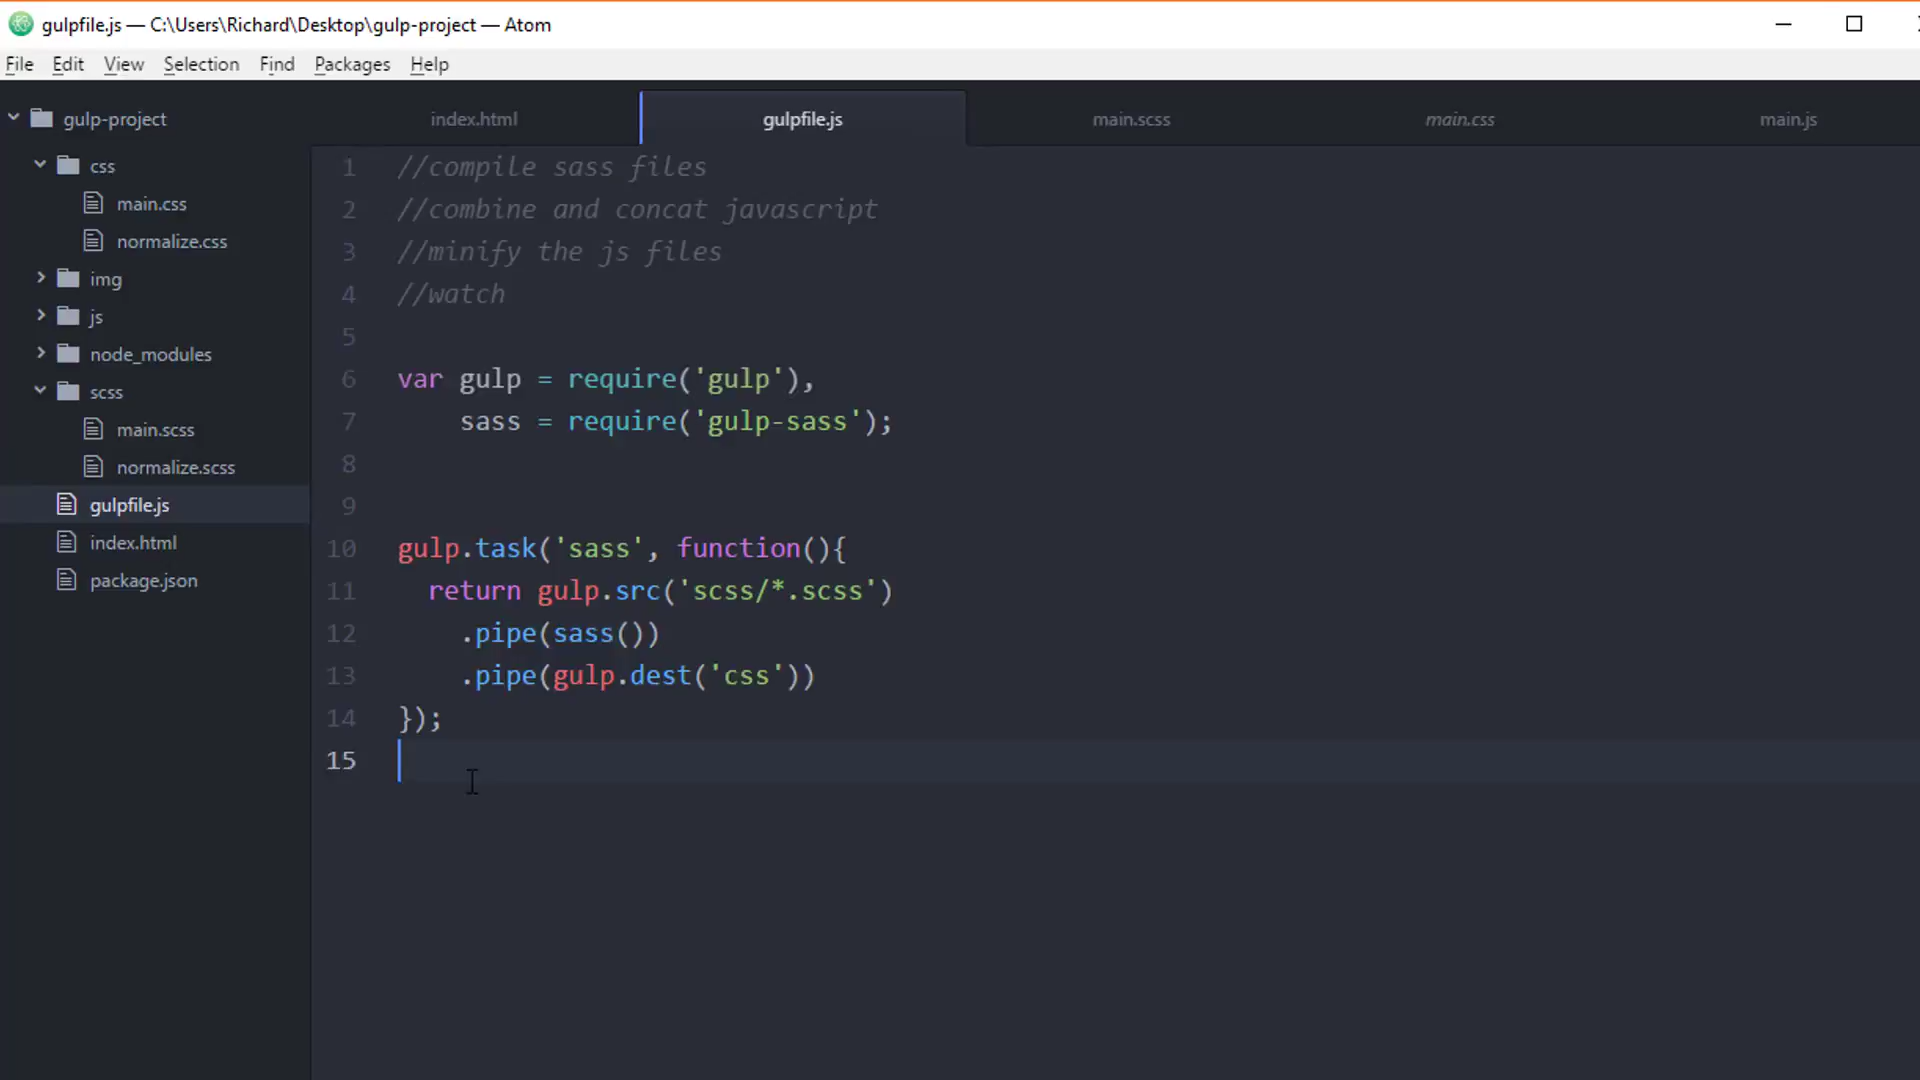 gulpfile.js — C:\Users\Richard\Desktop\gulp-project — Atom
File Edit View Selection Find Packages Help
gulp-project
css
main.css
normalize.css
img
js
node_modules
scss
main.scss
normalize.scss
gulpfile.js
index.html
package.json
index.html gulpfile.js main.scss main.css main.js
1 //compile sass files
2 //combine and concat javascript
3 //minify the js files
4 //watch
5
6 var gulp = require('gulp'),
7     sass = require('gulp-sass');
8
9
10 gulp.task('sass', function(){
11   return gulp.src('scss/*.scss')
12     .pipe(sass())
13     .pipe(gulp.dest('css'))
14 });
15